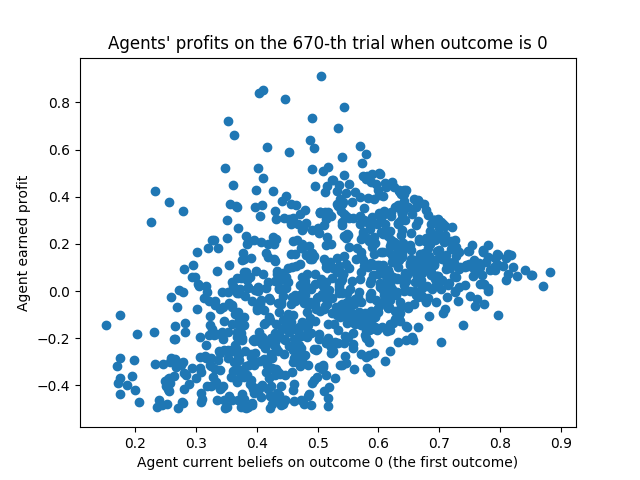 Agents' profits on the 670-th trial when outcome is 0
Agent earned profit
0.8
0.6
0.4
0.2
0.0
−0.2
−0.4
0.2 0.3 0.4 0.5 0.6 0.7 0.8 0.9
Agent current beliefs on outcome 0 (the first outcome)